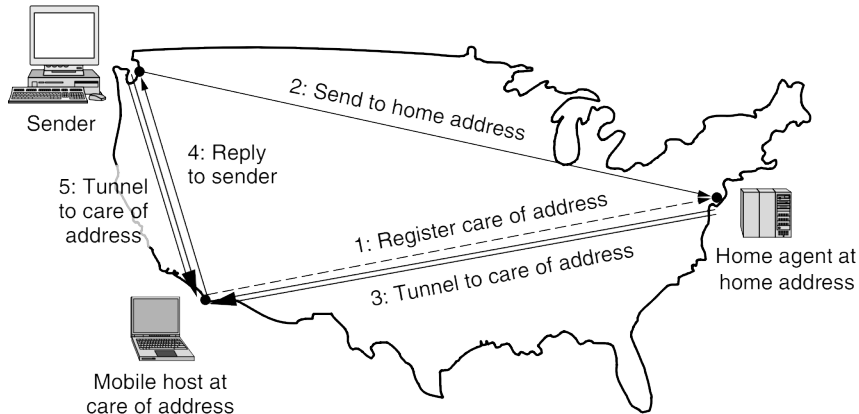 Sender
2: Send to home address
4: Reply
to sender
5: Tunnel
to care of
address
1: Register care of address
3: Tunnel to care of address
Home agent at
home address
Mobile host at
care of address